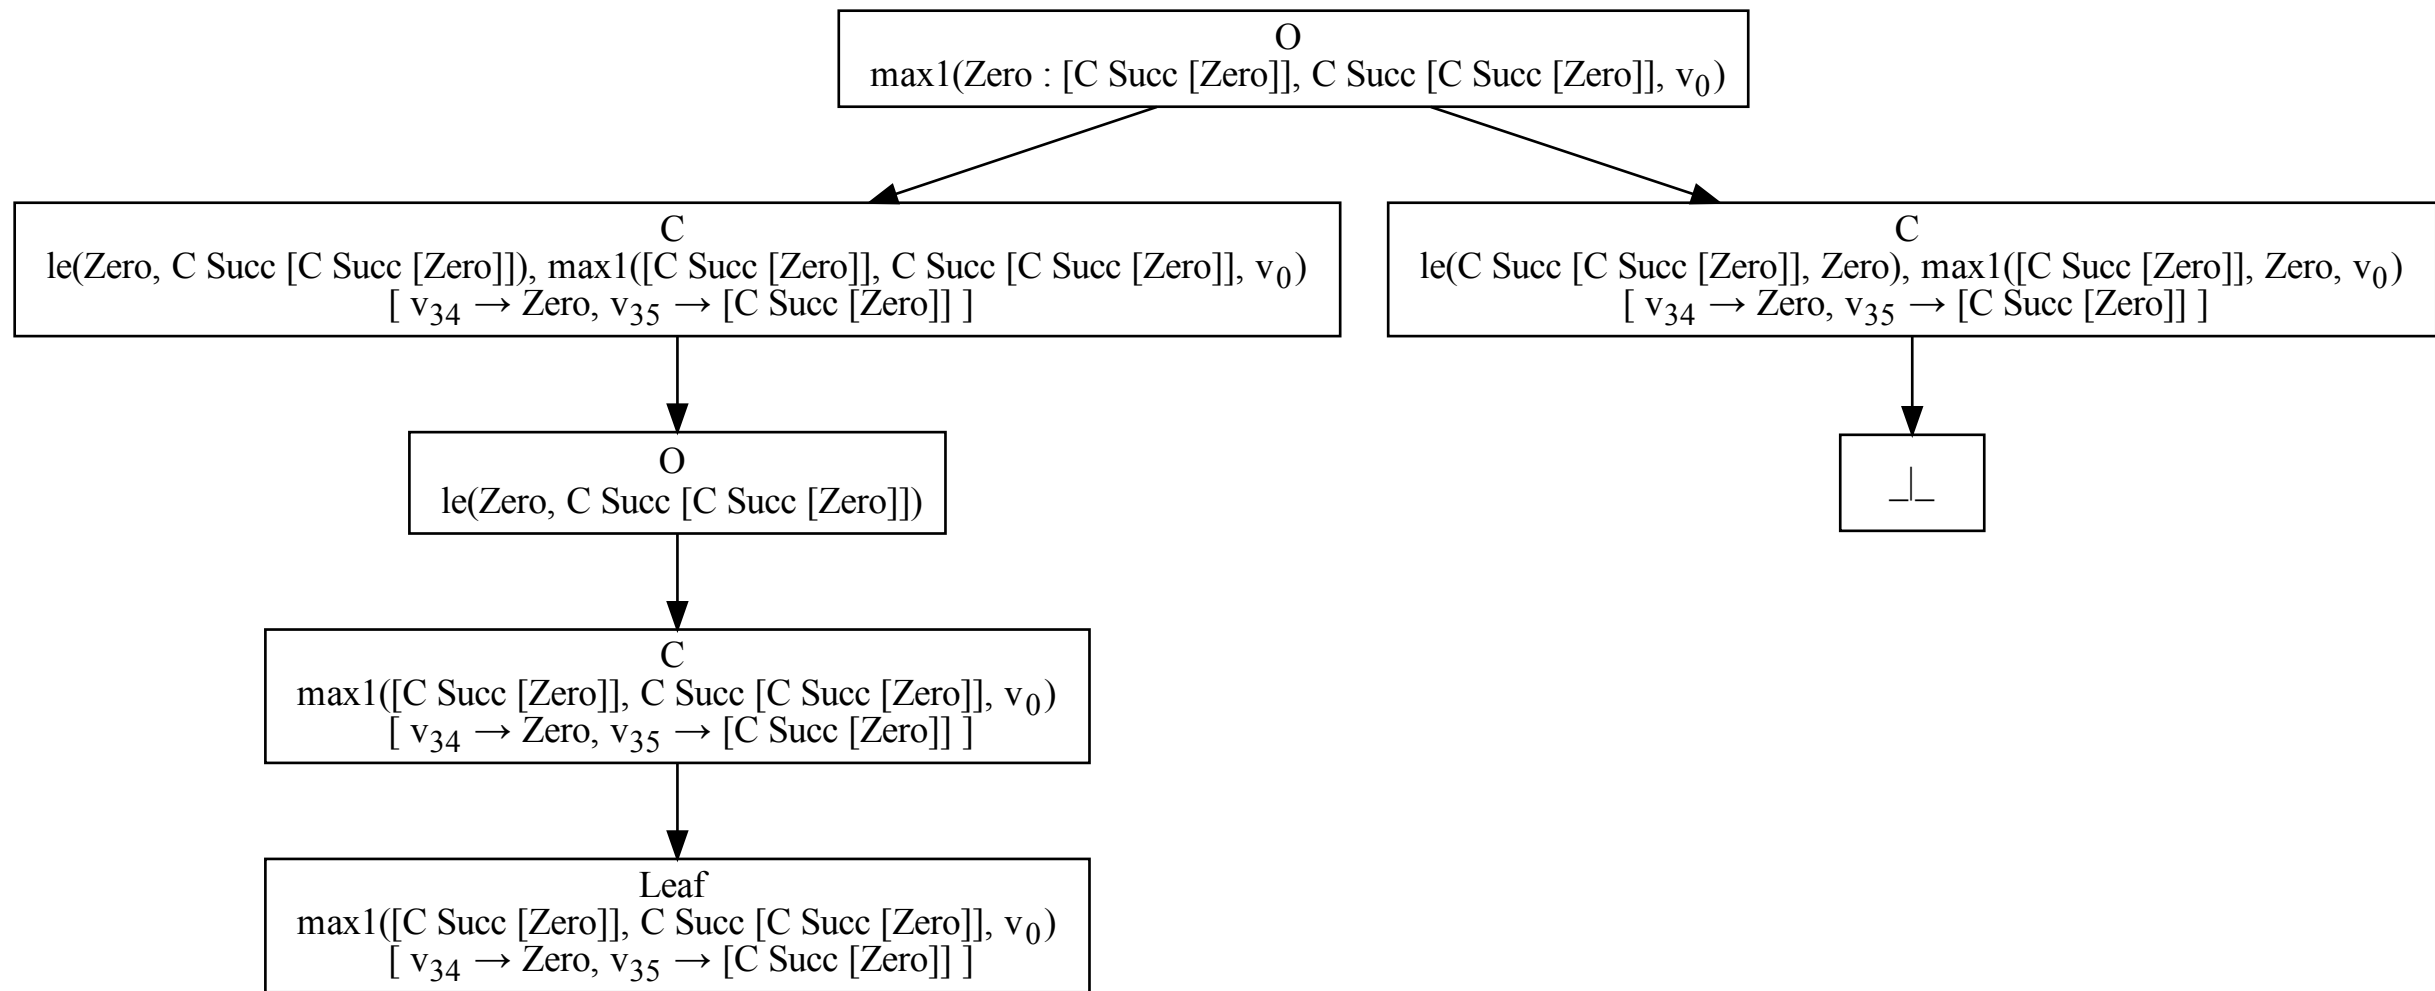 O
max1(Zero : [C Succ [Zero]], C Succ [C Succ [Zero]], v₀)
C
le(Zero, C Succ [C Succ [Zero]]), max1([C Succ [Zero]], C Succ [C Succ [Zero]], v₀)
[ v₃₄ → Zero, v₃₅ → [C Succ [Zero]] ]
C
le(C Succ [C Succ [Zero]], Zero), max1([C Succ [Zero]], Zero, v₀)
[ v₃₄ → Zero, v₃₅ → [C Succ [Zero]] ]
O
le(Zero, C Succ [C Succ [Zero]])
_|_
C
max1([C Succ [Zero]], C Succ [C Succ [Zero]], v₀)
[ v₃₄ → Zero, v₃₅ → [C Succ [Zero]] ]
Leaf
max1([C Succ [Zero]], C Succ [C Succ [Zero]], v₀)
[ v₃₄ → Zero, v₃₅ → [C Succ [Zero]] ]